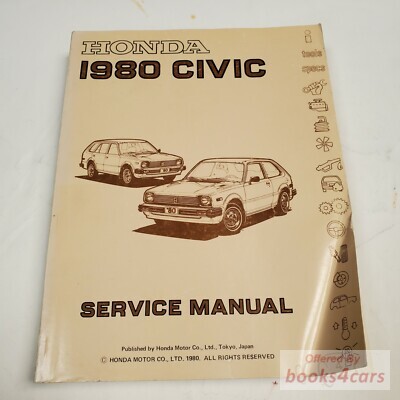 HONDA
1980 CIVIC
i
tools
specs
'80
SERVICE MANUAL
Published by Honda Motor Co., Ltd., Tokyo, Japan
© HONDA MOTOR CO., LTD, 1980. ALL RIGHTS RESERVED
Offered By
books4cars